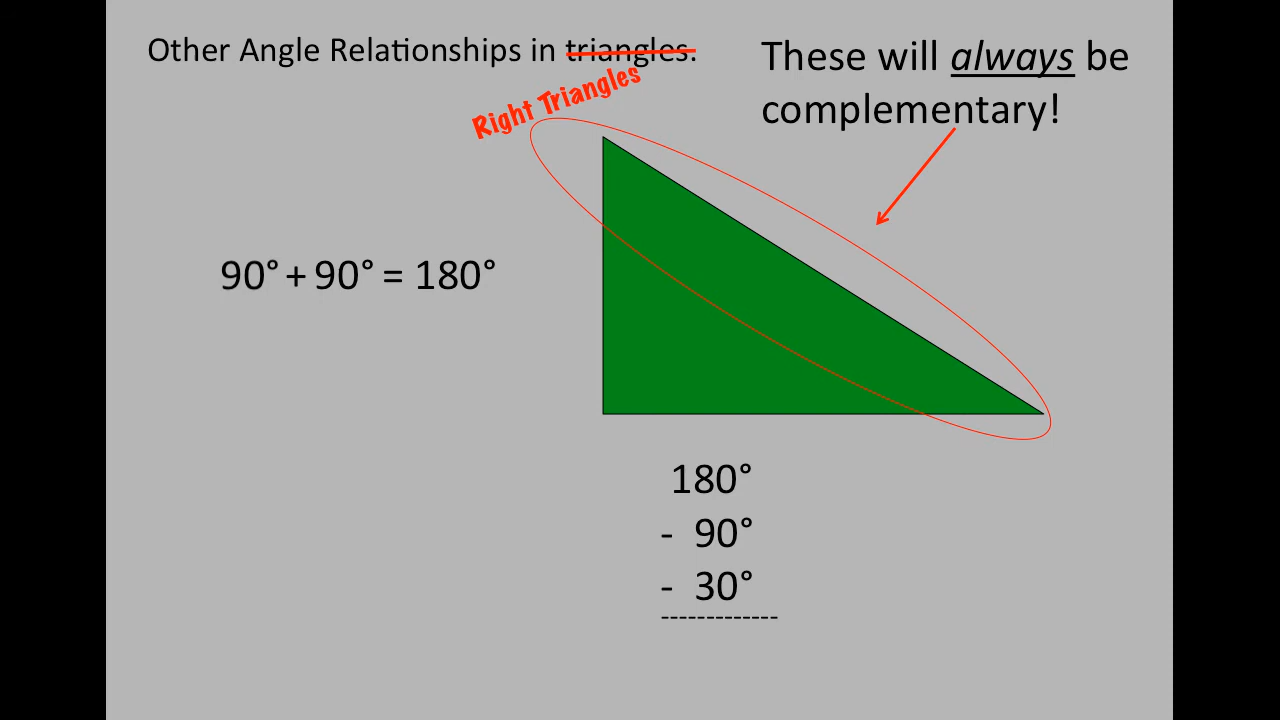 Other Angle Relationships in triangles.
Right Triangles
These will always be
complementary!
90° + 90° = 180°
180°
- 90°
- 30°
-------------